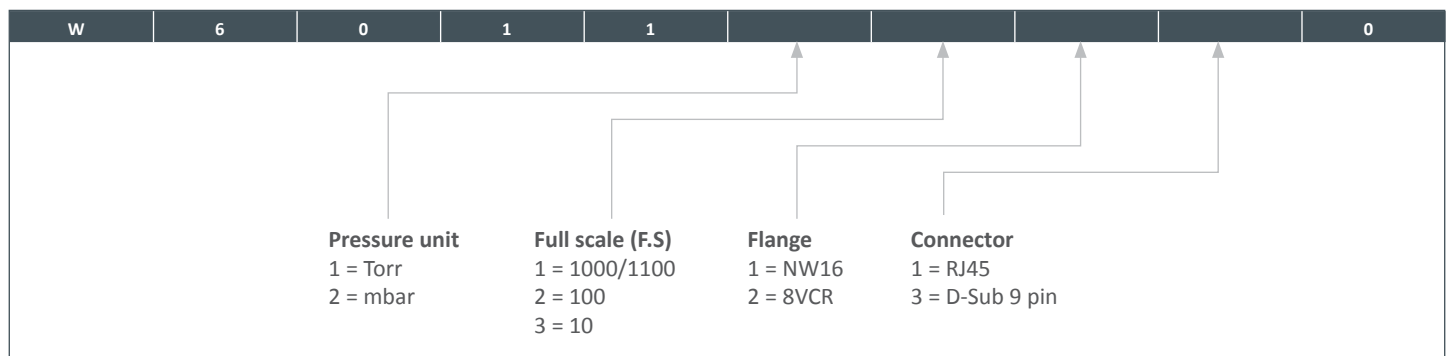 W 6 0 1 1 0
Pressure unit
1 = Torr
2 = mbar
Full scale (F.S)
1 = 1000/1100
2 = 100
3 = 10
Flange
1 = NW16
2 = 8VCR
Connector
1 = RJ45
3 = D-Sub 9 pin